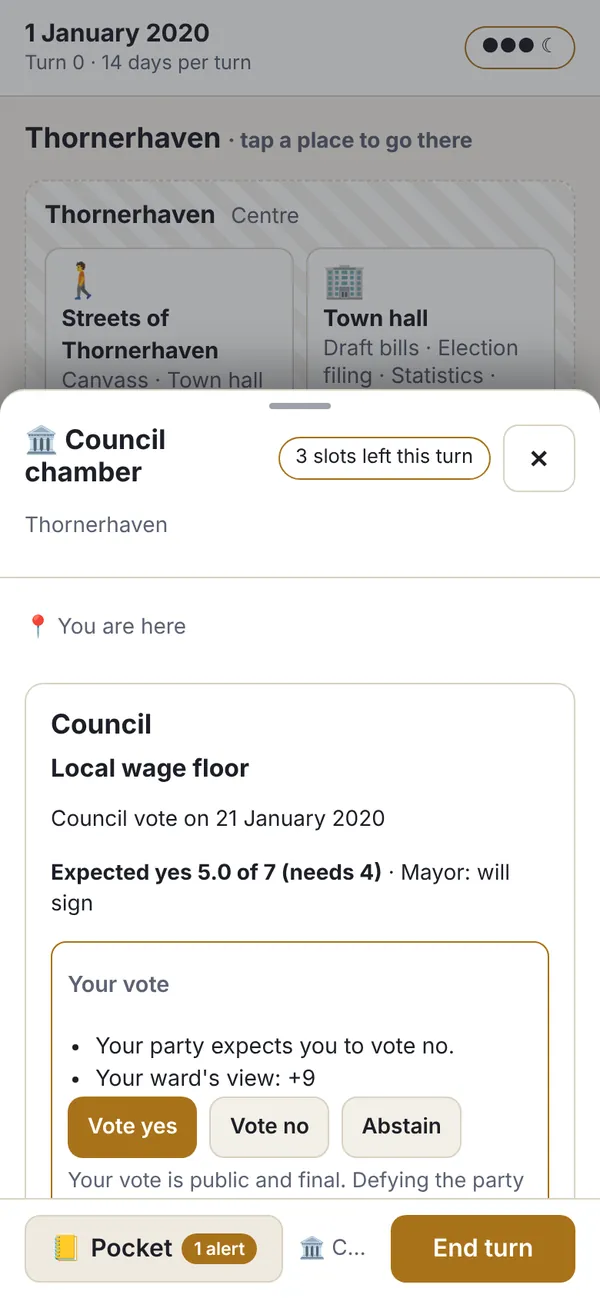 1 January 2020
Turn 0 · 14 days per turn
Thornerhaven · tap a place to go there
Thornerhaven Centre
Streets of
Thornerhaven
Canvass · Town hall
Town hall
Draft bills · Election
filing · Statistics ·
Council
chamber
3 slots left this turn
Thornerhaven
You are here
Council
Local wage floor
Council vote on 21 January 2020
Expected yes 5.0 of 7 (needs 4) · Mayor: will
sign
Your vote
• Your party expects you to vote no.
• Your ward's view: +9
Vote yes
Vote no
Abstain
Your vote is public and final. Defying the party
Pocket 1 alert
C...
End turn